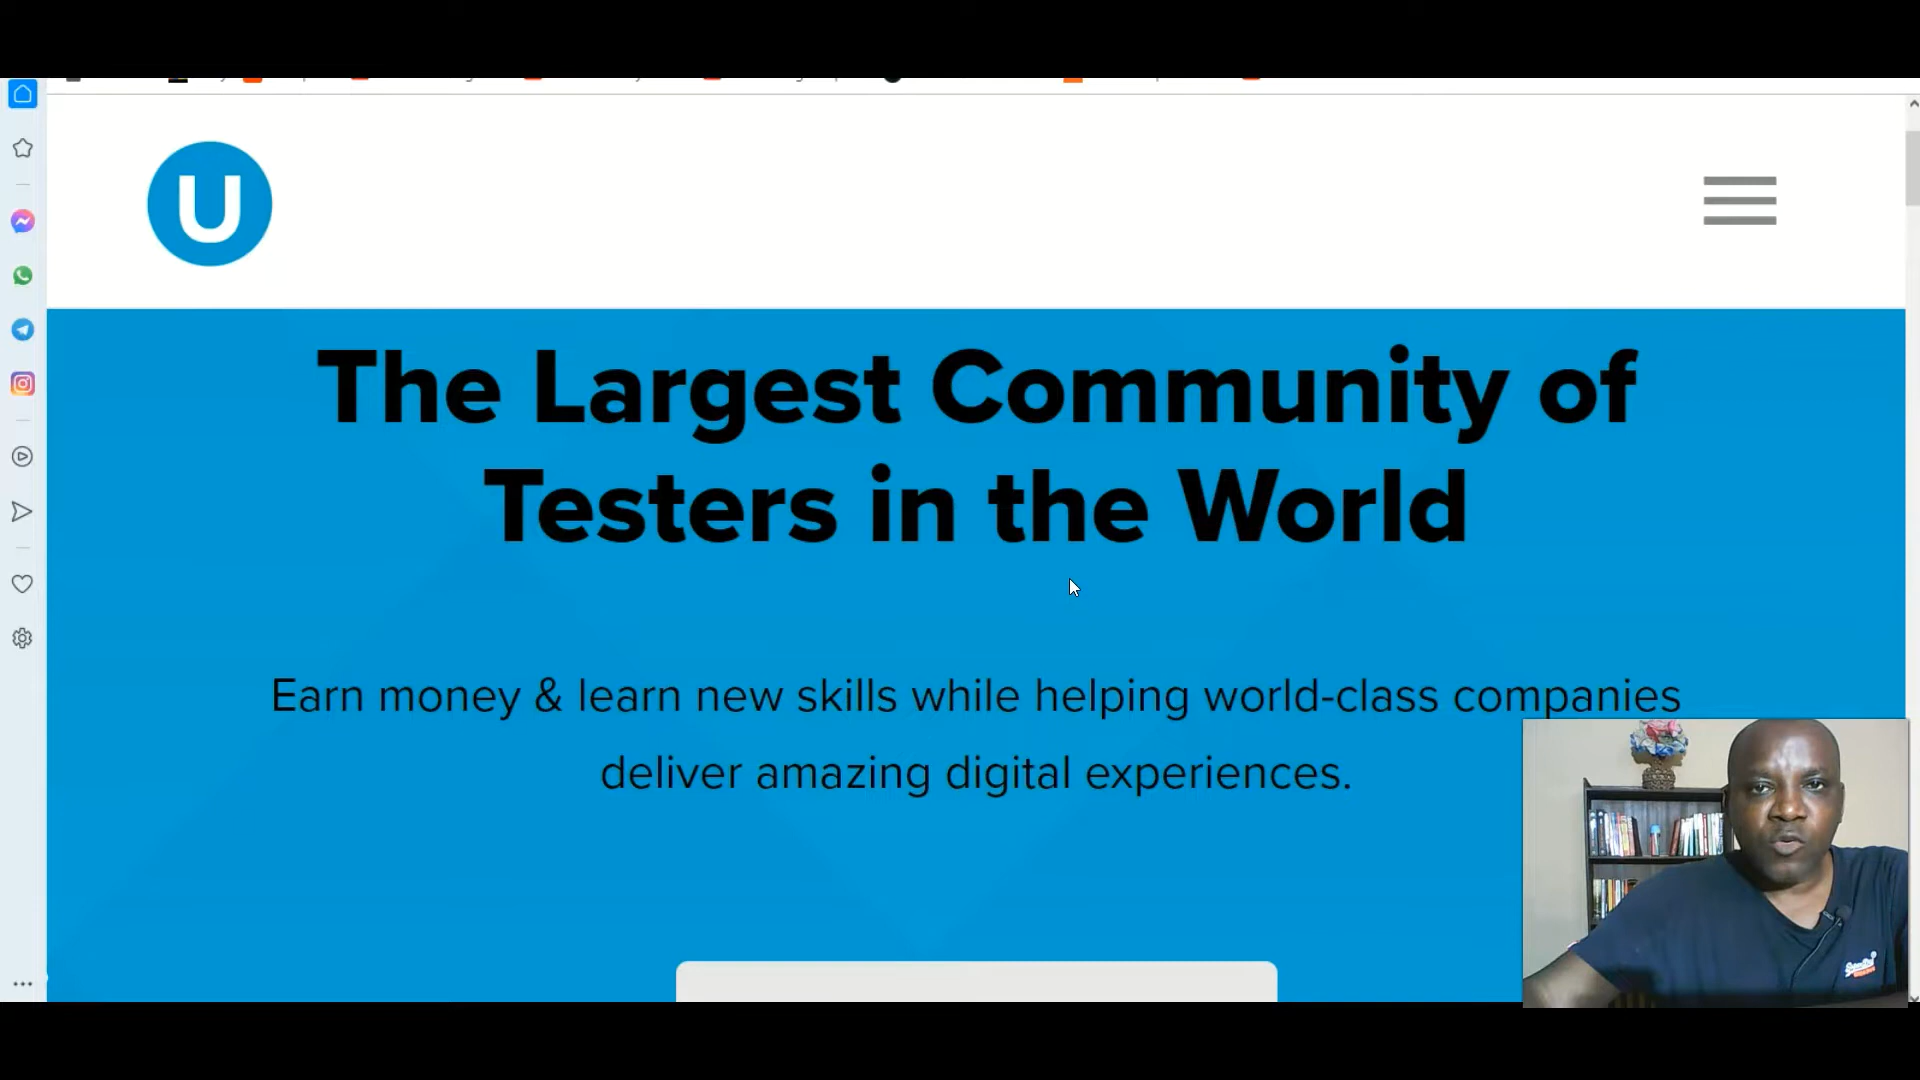 U
The Largest Community of
Testers in the World
Earn money & learn new skills while helping world-class companies
deliver amazing digital experiences.